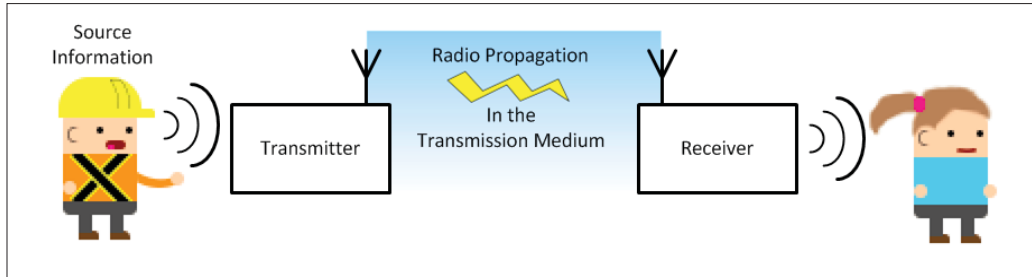 Source
Information
Transmitter
Radio Propagation
In the
Transmission Medium
Receiver